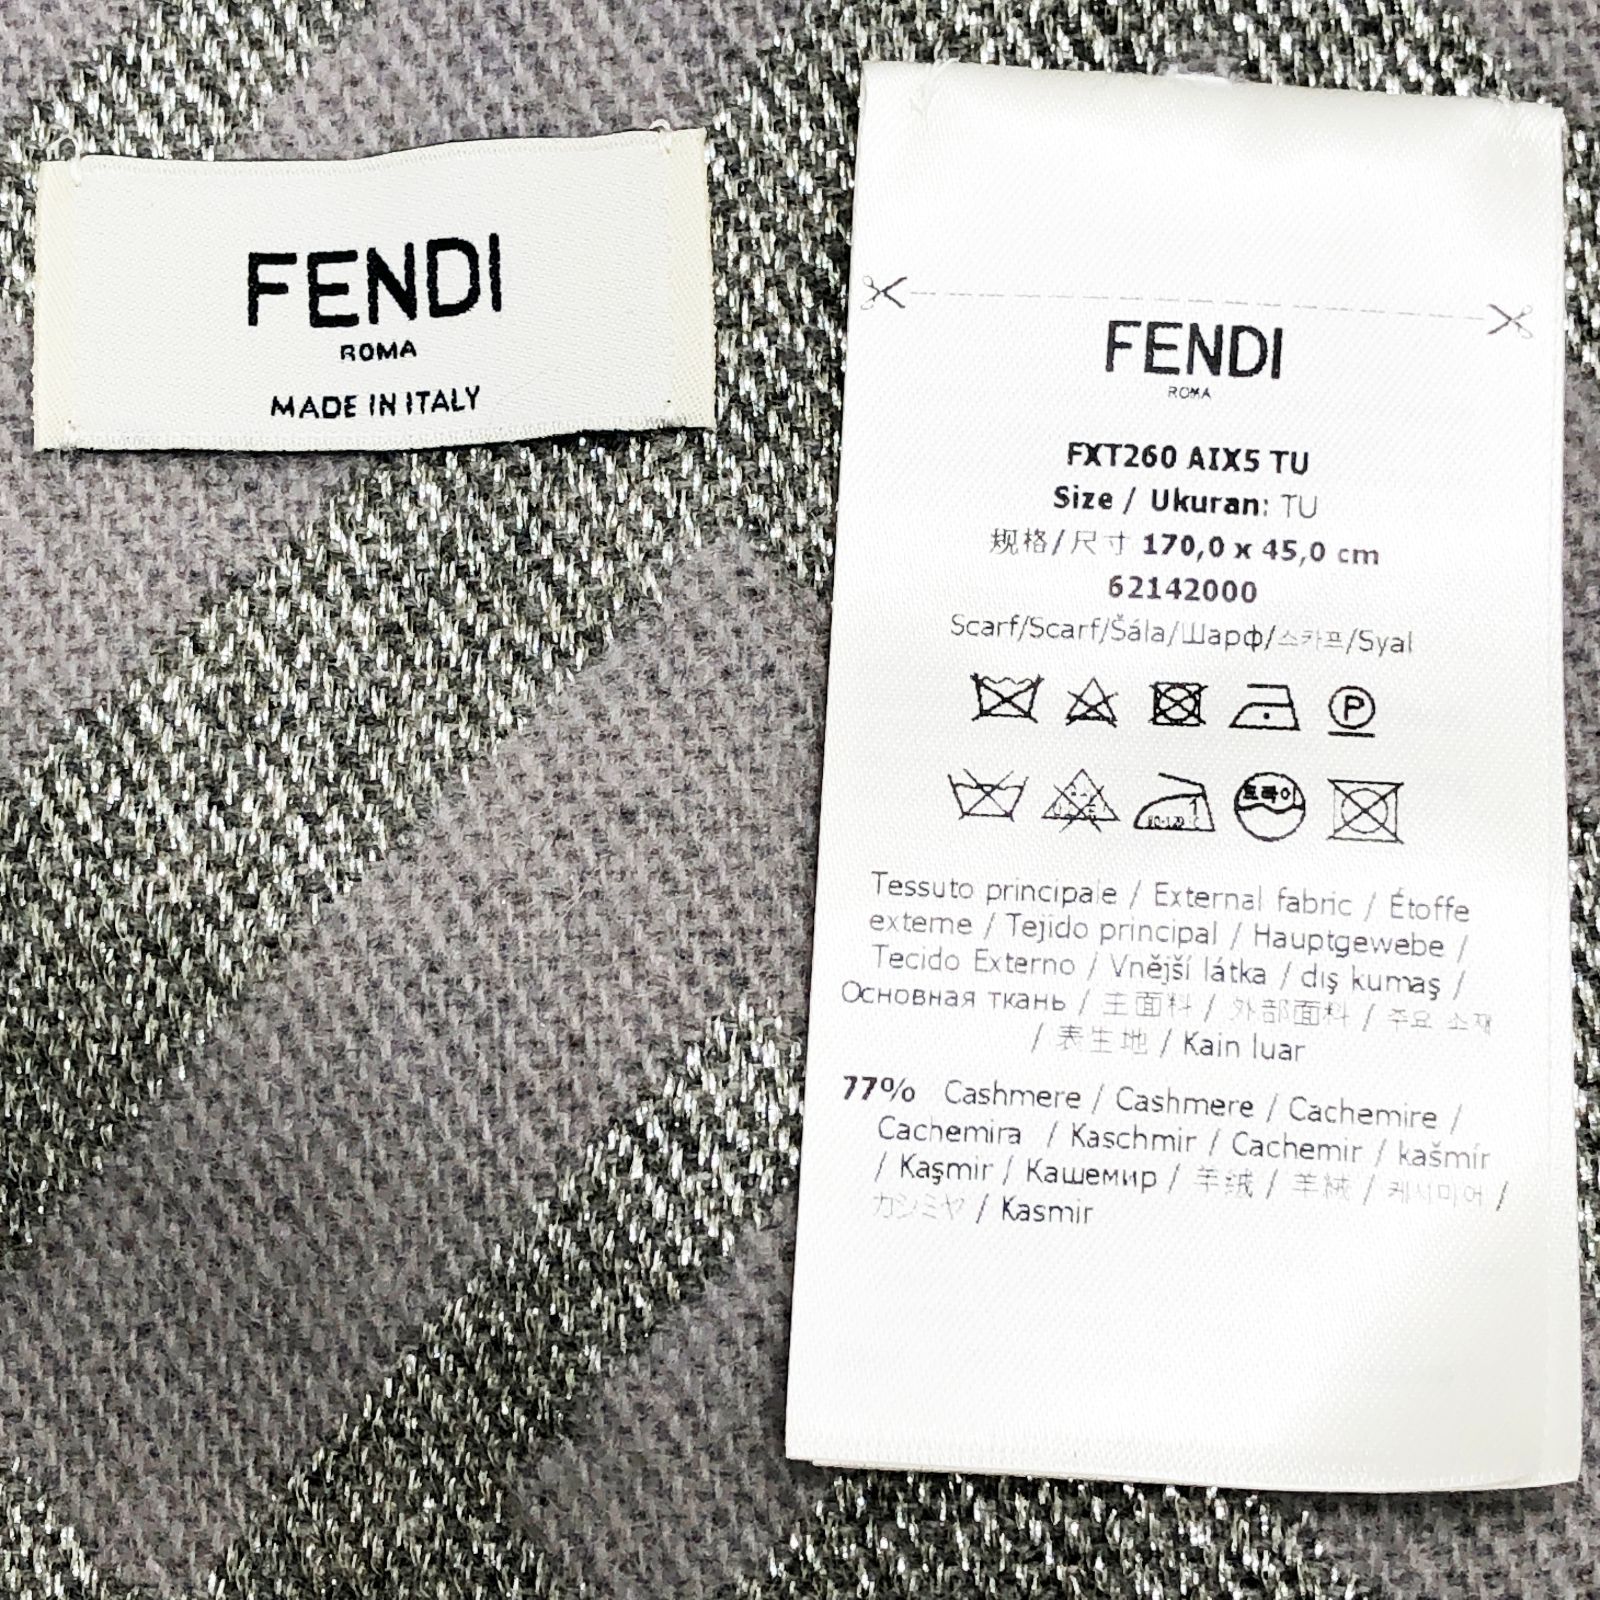 FENDI
ROMA
MADE IN ITALY
FENDI
ROMA
FXT260 AIX5 TU
Size / Ukuran: TU
规格/尺寸 170,0 x 45,0 cm
62142000
Scarf/Scarf/Šála/Шарф/스카프/Syal
P
드라이
Tessuto principale / External fabric / Étoffe
externe / Tejido principal / Hauptgewebe /
Tecido Externo / Vnější látka / dış kumaş /
Основная ткань / 主面料 / 外部面料 / 주요 소재
/ 表生地 / Kain luar
77% Cashmere / Cashmere / Cachemire /
Cachemira / Kaschmir / Cachemir / kašmír
/ Kaşmir / Кашемир / 羊绒 / 羊絨 / 케시미어 /
カシミヤ / Kasmir